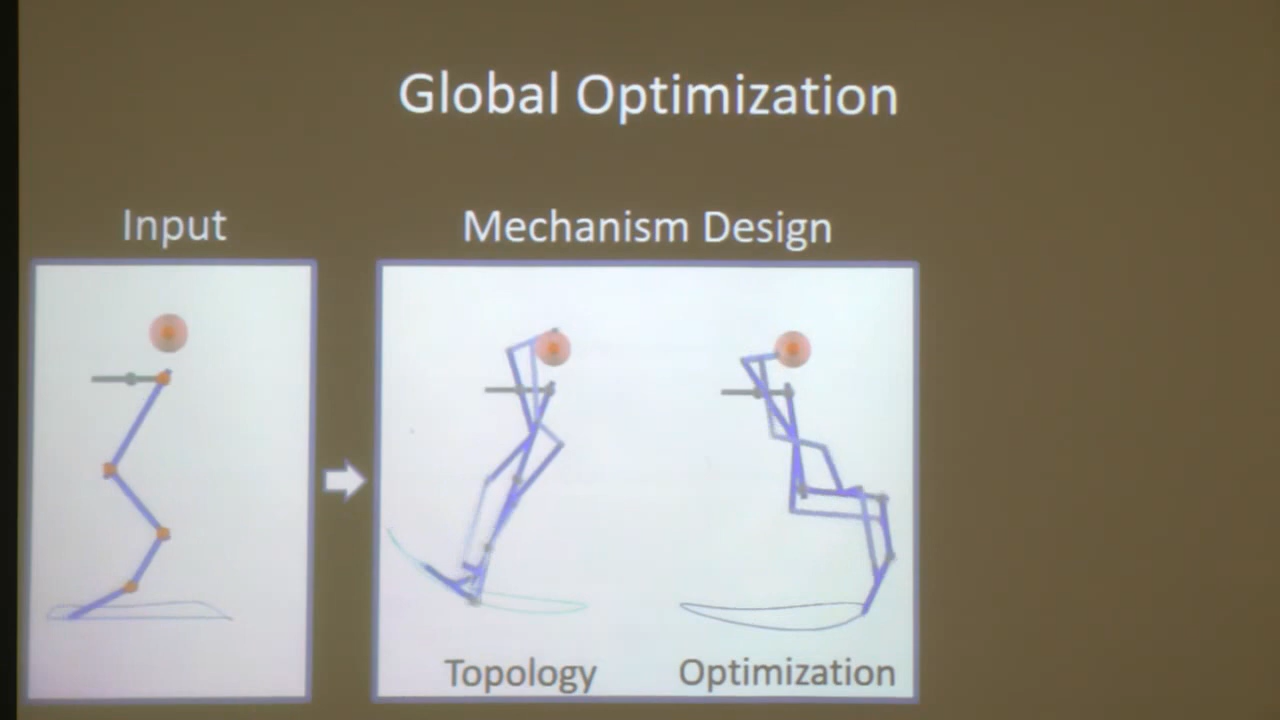 Global Optimization
Input
Mechanism Design
Topology
Optimization